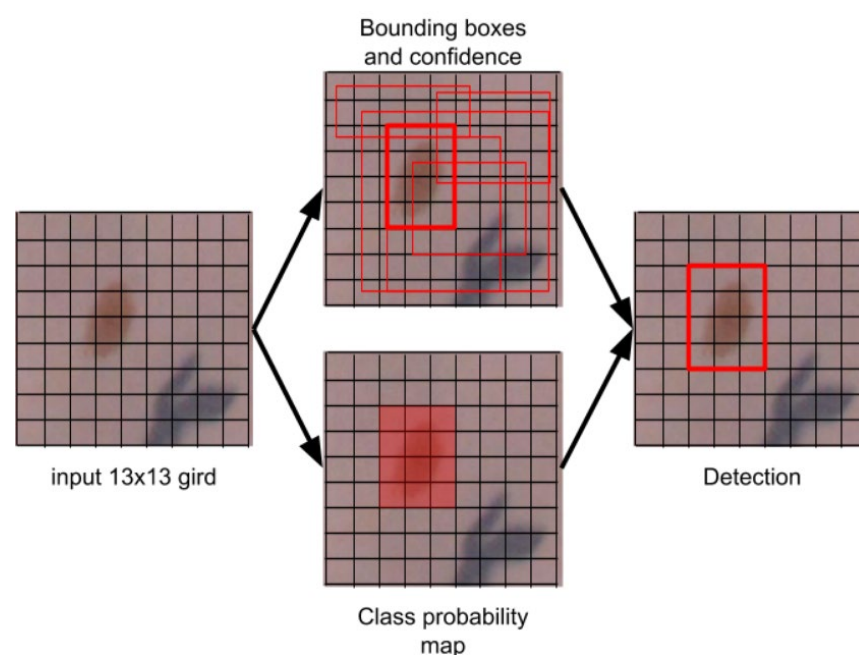 Bounding boxes
and confidence
input 13x13 gird
Detection
Class probability
map